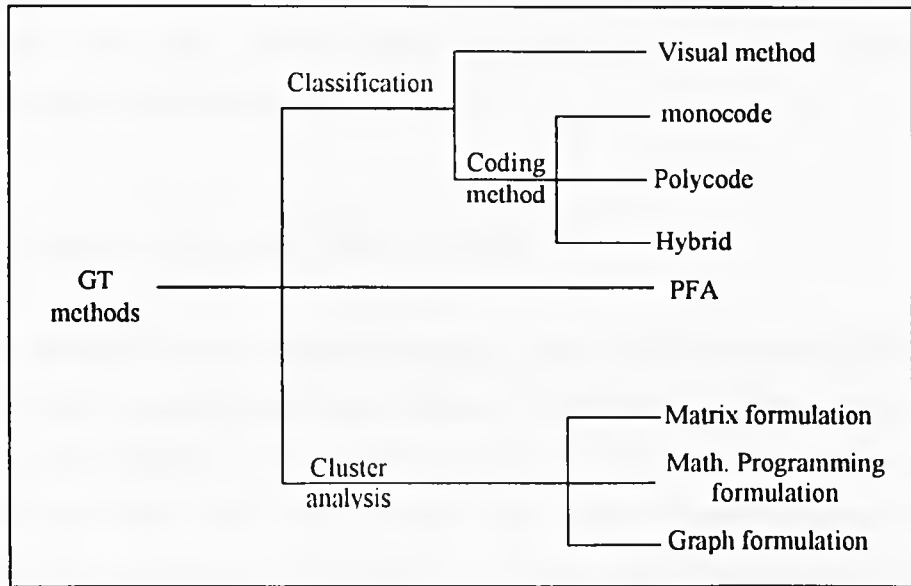 Visual method
Classification
monocode
Coding
method
Polycode
Hybrid
GT
methods
PFA
Matrix formulation
Cluster
analysis
Math. Programming
formulation
Graph formulation